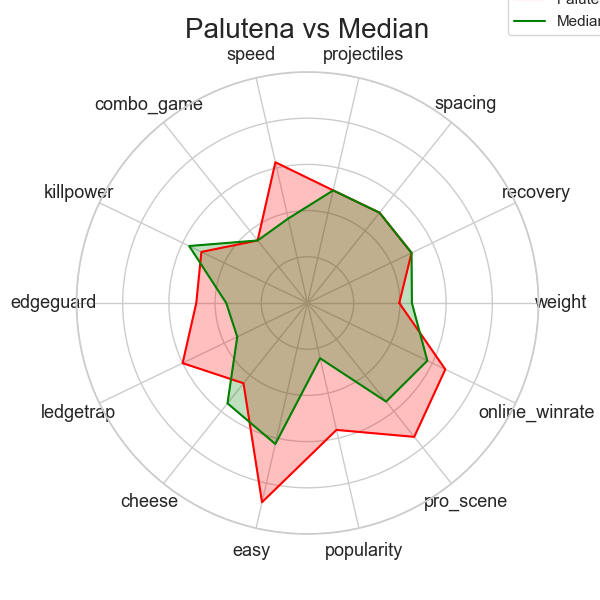 Palutena vs Median
Median
speed
projectiles
combo_game
spacing
killpower
recovery
edgeguard
weight
ledgetrap
online_winrate
cheese
pro_scene
easy
popularity